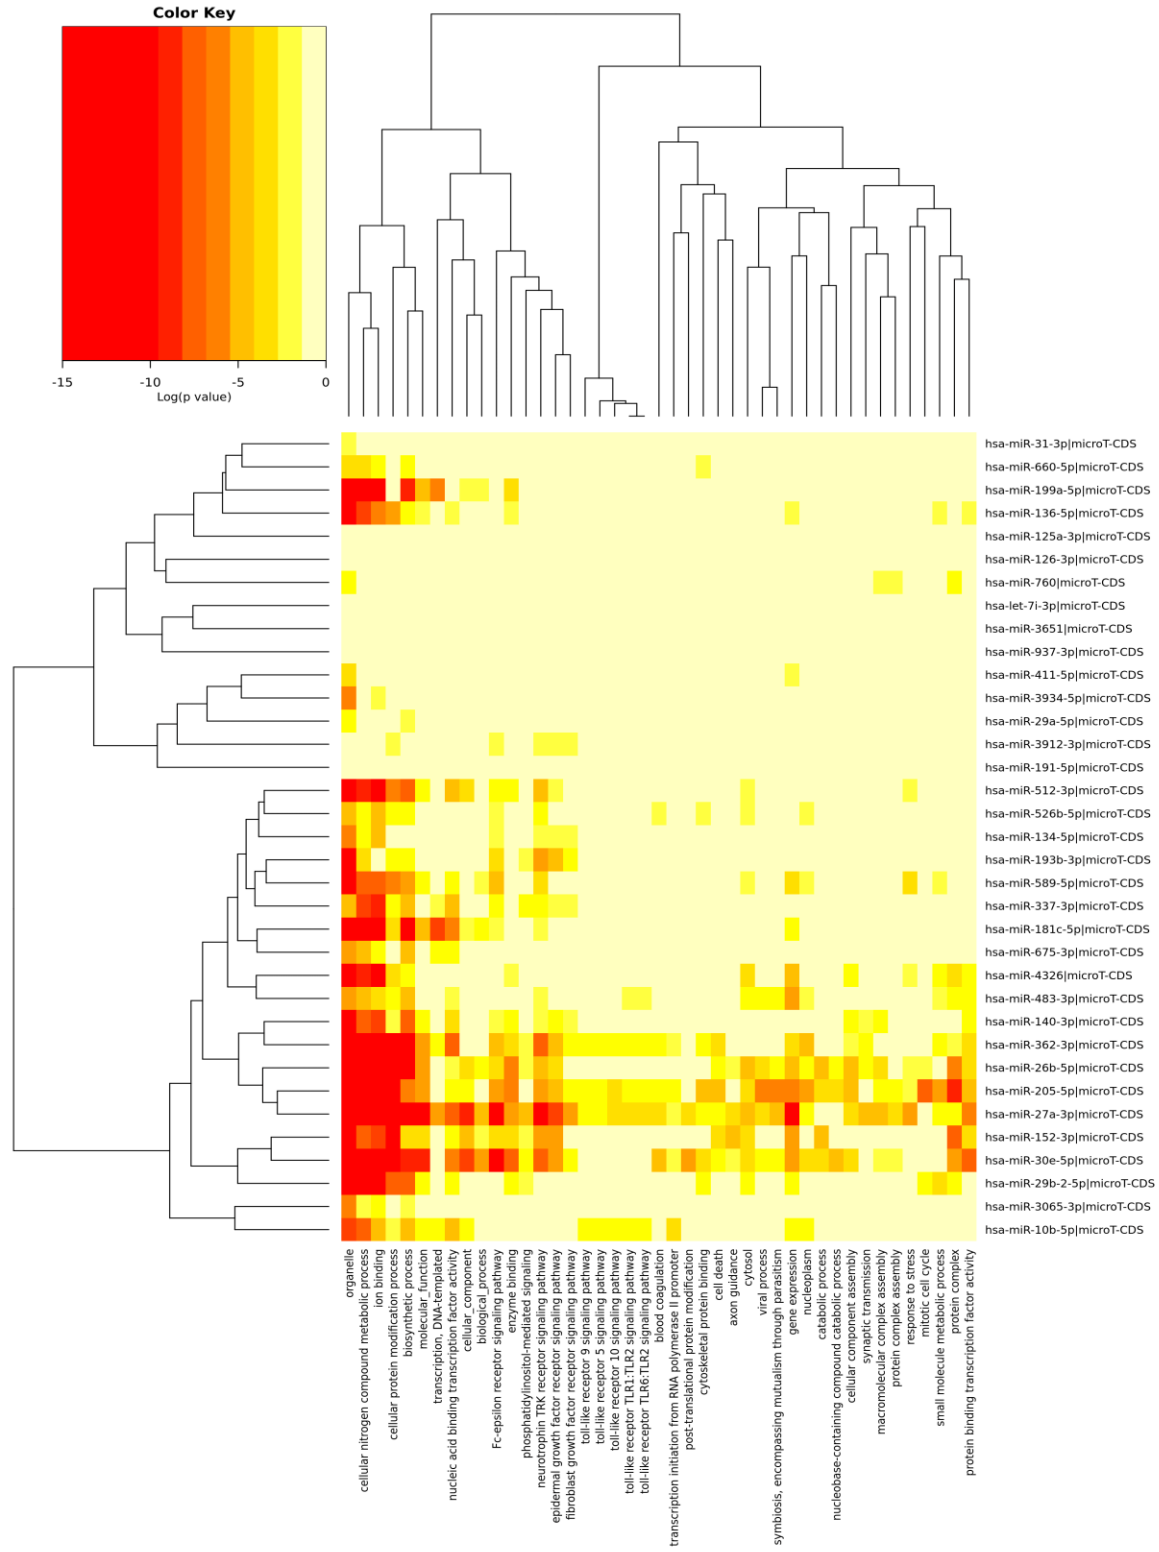 Color Key
-15 -10 -5 0
Log(p value)
hsa-miR-31-3p|microT-CDS
hsa-miR-660-5p|microT-CDS
hsa-miR-199a-5p|microT-CDS
hsa-miR-136-5p|microT-CDS
hsa-miR-125a-3p|microT-CDS
hsa-miR-126-3p|microT-CDS
hsa-miR-760|microT-CDS
hsa-let-7i-3p|microT-CDS
hsa-miR-3651|microT-CDS
hsa-miR-937-3p|microT-CDS
hsa-miR-411-5p|microT-CDS
hsa-miR-3934-5p|microT-CDS
hsa-miR-29a-5p|microT-CDS
hsa-miR-3912-3p|microT-CDS
hsa-miR-191-5p|microT-CDS
hsa-miR-512-3p|microT-CDS
hsa-miR-526b-5p|microT-CDS
hsa-miR-134-5p|microT-CDS
hsa-miR-193b-3p|microT-CDS
hsa-miR-589-5p|microT-CDS
hsa-miR-337-3p|microT-CDS
hsa-miR-181c-5p|microT-CDS
hsa-miR-675-3p|microT-CDS
hsa-miR-4326|microT-CDS
hsa-miR-483-3p|microT-CDS
hsa-miR-140-3p|microT-CDS
hsa-miR-362-3p|microT-CDS
hsa-miR-26b-5p|microT-CDS
hsa-miR-205-5p|microT-CDS
hsa-miR-27a-3p|microT-CDS
hsa-miR-152-3p|microT-CDS
hsa-miR-30e-5p|microT-CDS
hsa-miR-29b-2-5p|microT-CDS
hsa-miR-3065-3p|microT-CDS
hsa-miR-10b-5p|microT-CDS
organelle
cellular nitrogen compound metabolic process
ion binding
cellular protein modification process
biosynthetic process
molecular_function
transcription, DNA-templated
nucleic acid binding transcription factor activity
cellular_component
biological_process
Fc-epsilon receptor signaling pathway
enzyme binding
phosphatidylinositol-mediated signaling
neurotrophin TRK receptor signaling pathway
epidermal growth factor receptor signaling pathway
fibroblast growth factor receptor signaling pathway
toll-like receptor 9 signaling pathway
toll-like receptor 5 signaling pathway
toll-like receptor 10 signaling pathway
toll-like receptor TLR1:TLR2 signaling pathway
toll-like receptor TLR6:TLR2 signaling pathway
blood coagulation
transcription initiation from RNA polymerase II promoter
post-translational protein modification
cytoskeletal protein binding
cell death
axon guidance
cytosol
viral process
symbiosis, encompassing mutualism through parasitism
gene expression
nucleoplasm
catabolic process
nucleobase-containing compound catabolic process
cellular component assembly
synaptic transmission
macromolecular complex assembly
protein complex assembly
response to stress
mitotic cell cycle
small molecule metabolic process
protein complex
protein binding transcription factor activity